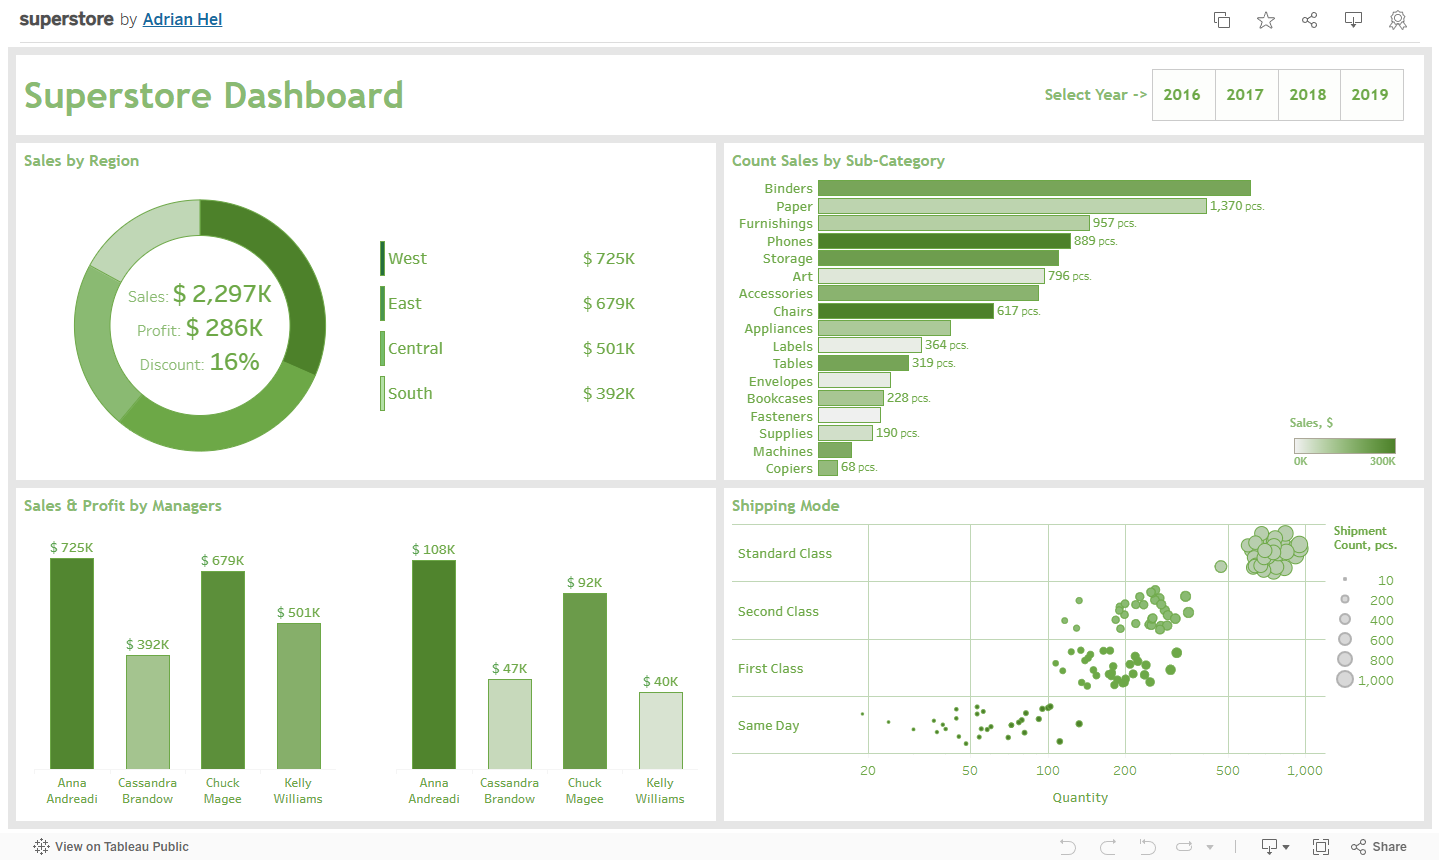 superstore by Adrian Hel
Superstore Dashboard
Select Year -> 2016 2017 2018 2019
Sales by Region
Sales: $ 2,297K
Profit: $ 286K
Discount: 16%
West $ 725K
East $ 679K
Central $ 501K
South $ 392K
Count Sales by Sub-Category
Binders
Paper 1,370 pcs.
Furnishings 957 pcs.
Phones 889 pcs.
Storage
Art 796 pcs.
Accessories
Chairs 617 pcs.
Appliances
Labels 364 pcs.
Tables 319 pcs.
Envelopes
Bookcases 228 pcs.
Fasteners
Supplies 190 pcs.
Machines
Copiers 68 pcs.
Sales, $
0K 300K
Sales & Profit by Managers
$ 725K
$ 392K
$ 679K
$ 501K
Anna
Andreadi
Cassandra
Brandow
Chuck
Magee
Kelly
Williams
$ 108K
$ 47K
$ 92K
$ 40K
Anna
Andreadi
Cassandra
Brandow
Chuck
Magee
Kelly
Williams
Shipping Mode
Standard Class
Second Class
First Class
Same Day
20 50 100 200 500 1,000
Quantity
Shipment
Count, pcs.
10
200
400
600
800
1,000
View on Tableau Public
Share